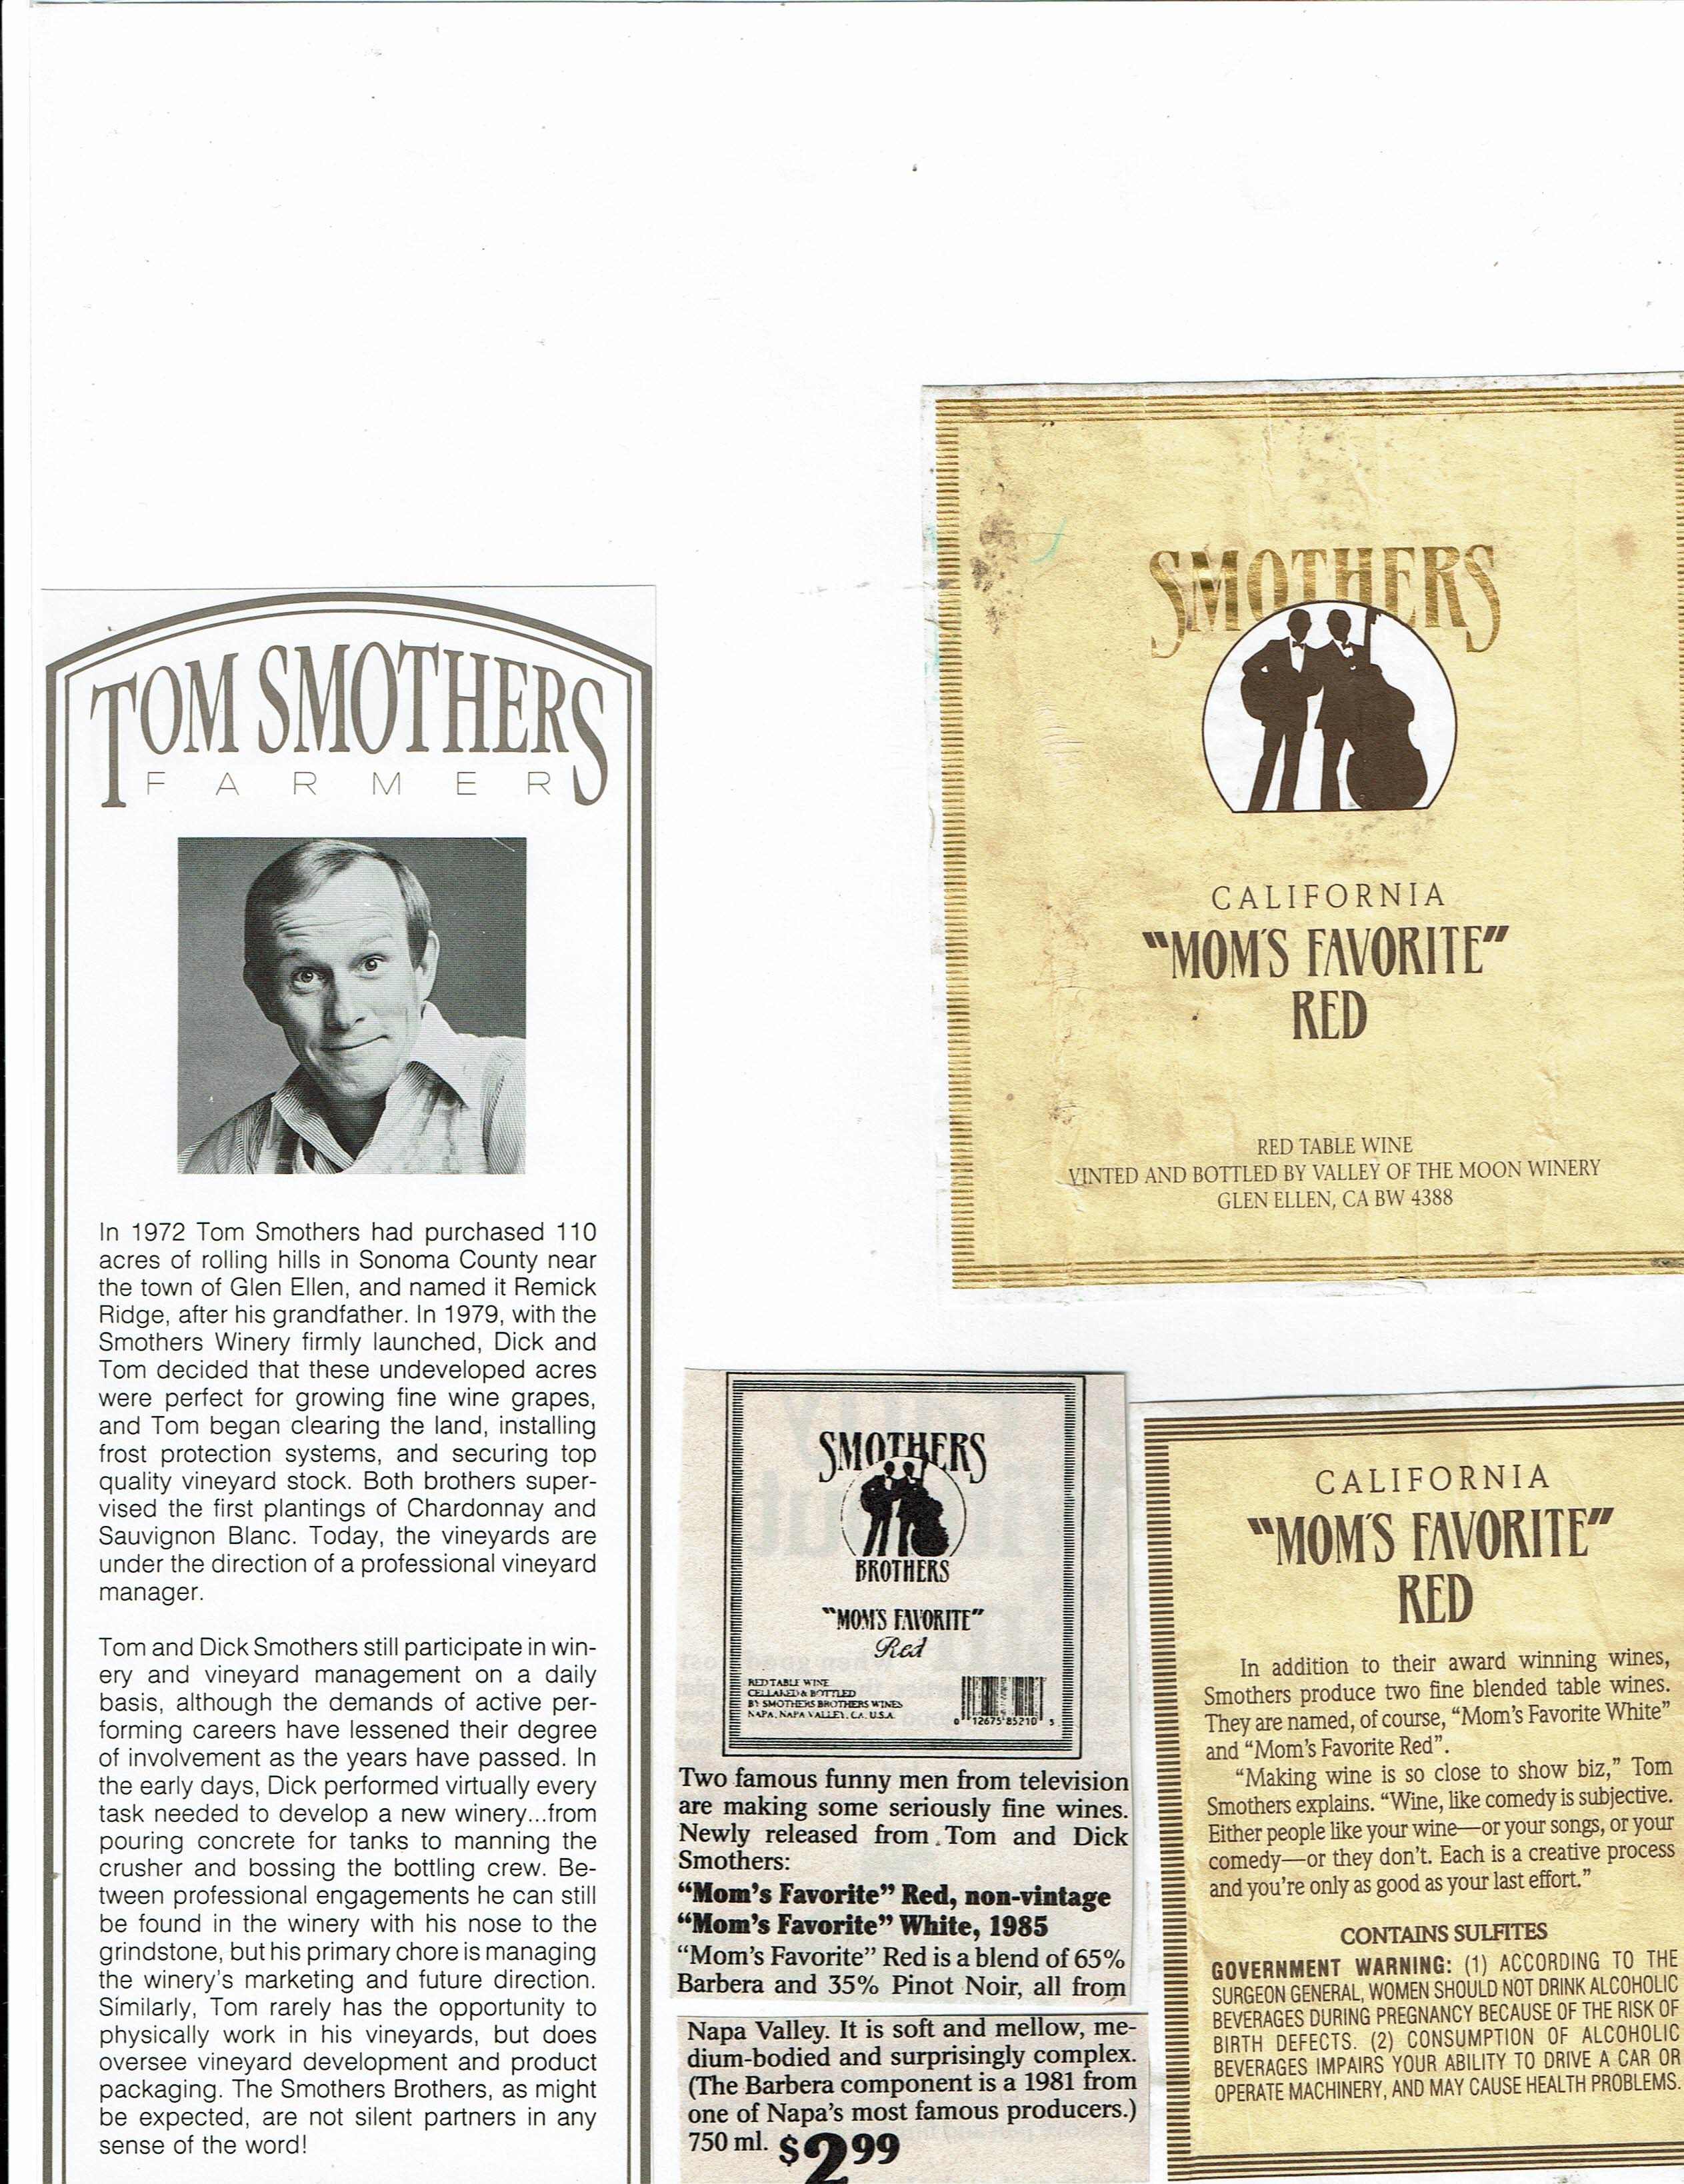 TOM SMOTHERS
FARMER
In 1972 Tom Smothers had purchased 110
acres of rolling hills in Sonoma County near
the town of Glen Ellen, and named it Remick
Ridge, after his grandfather. In 1979, with the
Smothers Winery firmly launched, Dick and
Tom decided that these undeveloped acres
were perfect for growing fine wine grapes,
and Tom began clearing the land, installing
frost protection systems, and securing top
quality vineyard stock. Both brothers super-
vised the first plantings of Chardonnay and
Sauvignon Blanc. Today, the vineyards are
under the direction of a professional vineyard
manager.
Tom and Dick Smothers still participate in win-
ery and vineyard management on a daily
basis, although the demands of active per-
forming careers have lessened their degree
of involvement as the years have passed. In
the early days, Dick performed virtually every
task needed to develop a new winery...from
pouring concrete for tanks to manning the
crusher and bossing the bottling crew. Be-
tween professional engagements he can still
be found in the winery with his nose to the
grindstone, but his primary chore is managing
the winery's marketing and future direction.
Similarly, Tom rarely has the opportunity to
physically work in his vineyards, but does
oversee vineyard development and product
packaging. The Smothers Brothers, as might
be expected, are not silent partners in any
sense of the word!
SMOTHERS
CALIFORNIA
"MOM'S FAVORITE"
RED
RED TABLE WINE
VINTED AND BOTTLED BY VALLEY OF THE MOON WINERY
GLEN ELLEN, CA BW 4388
SMOTHERS
BROTHERS
"MOM'S FAVORITE"
Red
RED TABLE WINE
CELLARED & BOTTLED
BY SMOTHERS BROTHERS WINES
NAPA, NAPA VALLEY, CA. U.S.A.
0 12675 85210 5
Two famous funny men from television
are making some seriously fine wines.
Newly released from Tom and Dick
Smothers:
"Mom's Favorite" Red, non-vintage
"Mom's Favorite" White, 1985
"Mom's Favorite" Red is a blend of 65%
Barbera and 35% Pinot Noir, all from
Napa Valley. It is soft and mellow, me-
dium-bodied and surprisingly complex.
(The Barbera component is a 1981 from
one of Napa's most famous producers.)
750 ml. $2.99
CALIFORNIA
"MOM'S FAVORITE"
RED
In addition to their award winning wines,
Smothers produce two fine blended table wines.
They are named, of course, "Mom's Favorite White"
and "Mom's Favorite Red".
"Making wine is so close to show biz," Tom
Smothers explains. "Wine, like comedy is subjective.
Either people like your wine—or your songs, or your
comedy—or they don't. Each is a creative process
and you're only as good as your last effort."
CONTAINS SULFITES
GOVERNMENT WARNING: (1) ACCORDING TO THE
SURGEON GENERAL, WOMEN SHOULD NOT DRINK ALCOHOLIC
BEVERAGES DURING PREGNANCY BECAUSE OF THE RISK OF
BIRTH DEFECTS. (2) CONSUMPTION OF ALCOHOLIC
BEVERAGES IMPAIRS YOUR ABILITY TO DRIVE A CAR OR
OPERATE MACHINERY, AND MAY CAUSE HEALTH PROBLEMS.